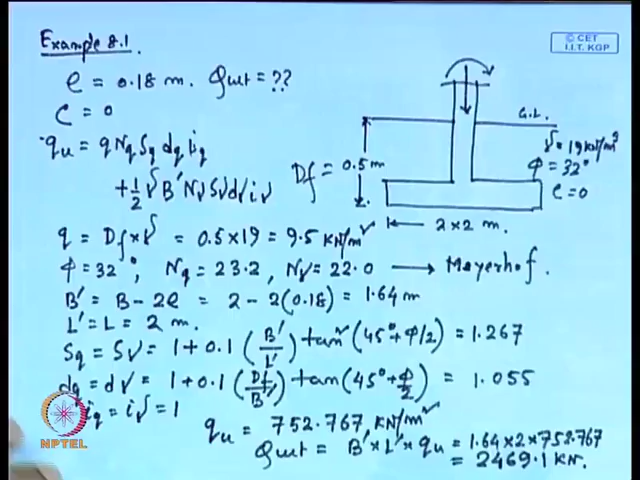 Example 8.1.
© CET
I.I.T. KGP
e = 0.18 m. Qult = ??
C = 0
qu = q Nq Sq dq iq
+ 1/2 γ B' Nγ Sγ dγ iγ
G.L.
γ = 19 kN/m³
φ = 32°
c = 0
Df = 0.5 m
2 x 2 m.
q = Df x γ = 0.5 x 19 = 9.5 KN/m²
φ = 32°, Nq = 23.2, Nγ = 22.0 → Meyerhof.
B' = B - 2e = 2 - 2(0.18) = 1.64 m
L' = L = 2 m.
Sq = Sγ = 1 + 0.1 (B'/L') tan² (45° + φ/2) = 1.267
dq = dγ = 1 + 0.1 (Df/B') tan (45° + φ/2) = 1.055
iq = iγ = 1
qu = 752.767, KN/m²
Qult = B' x L' x qu = 1.64 x 2 x 752.767
= 2469.1 KN.
NPTEL